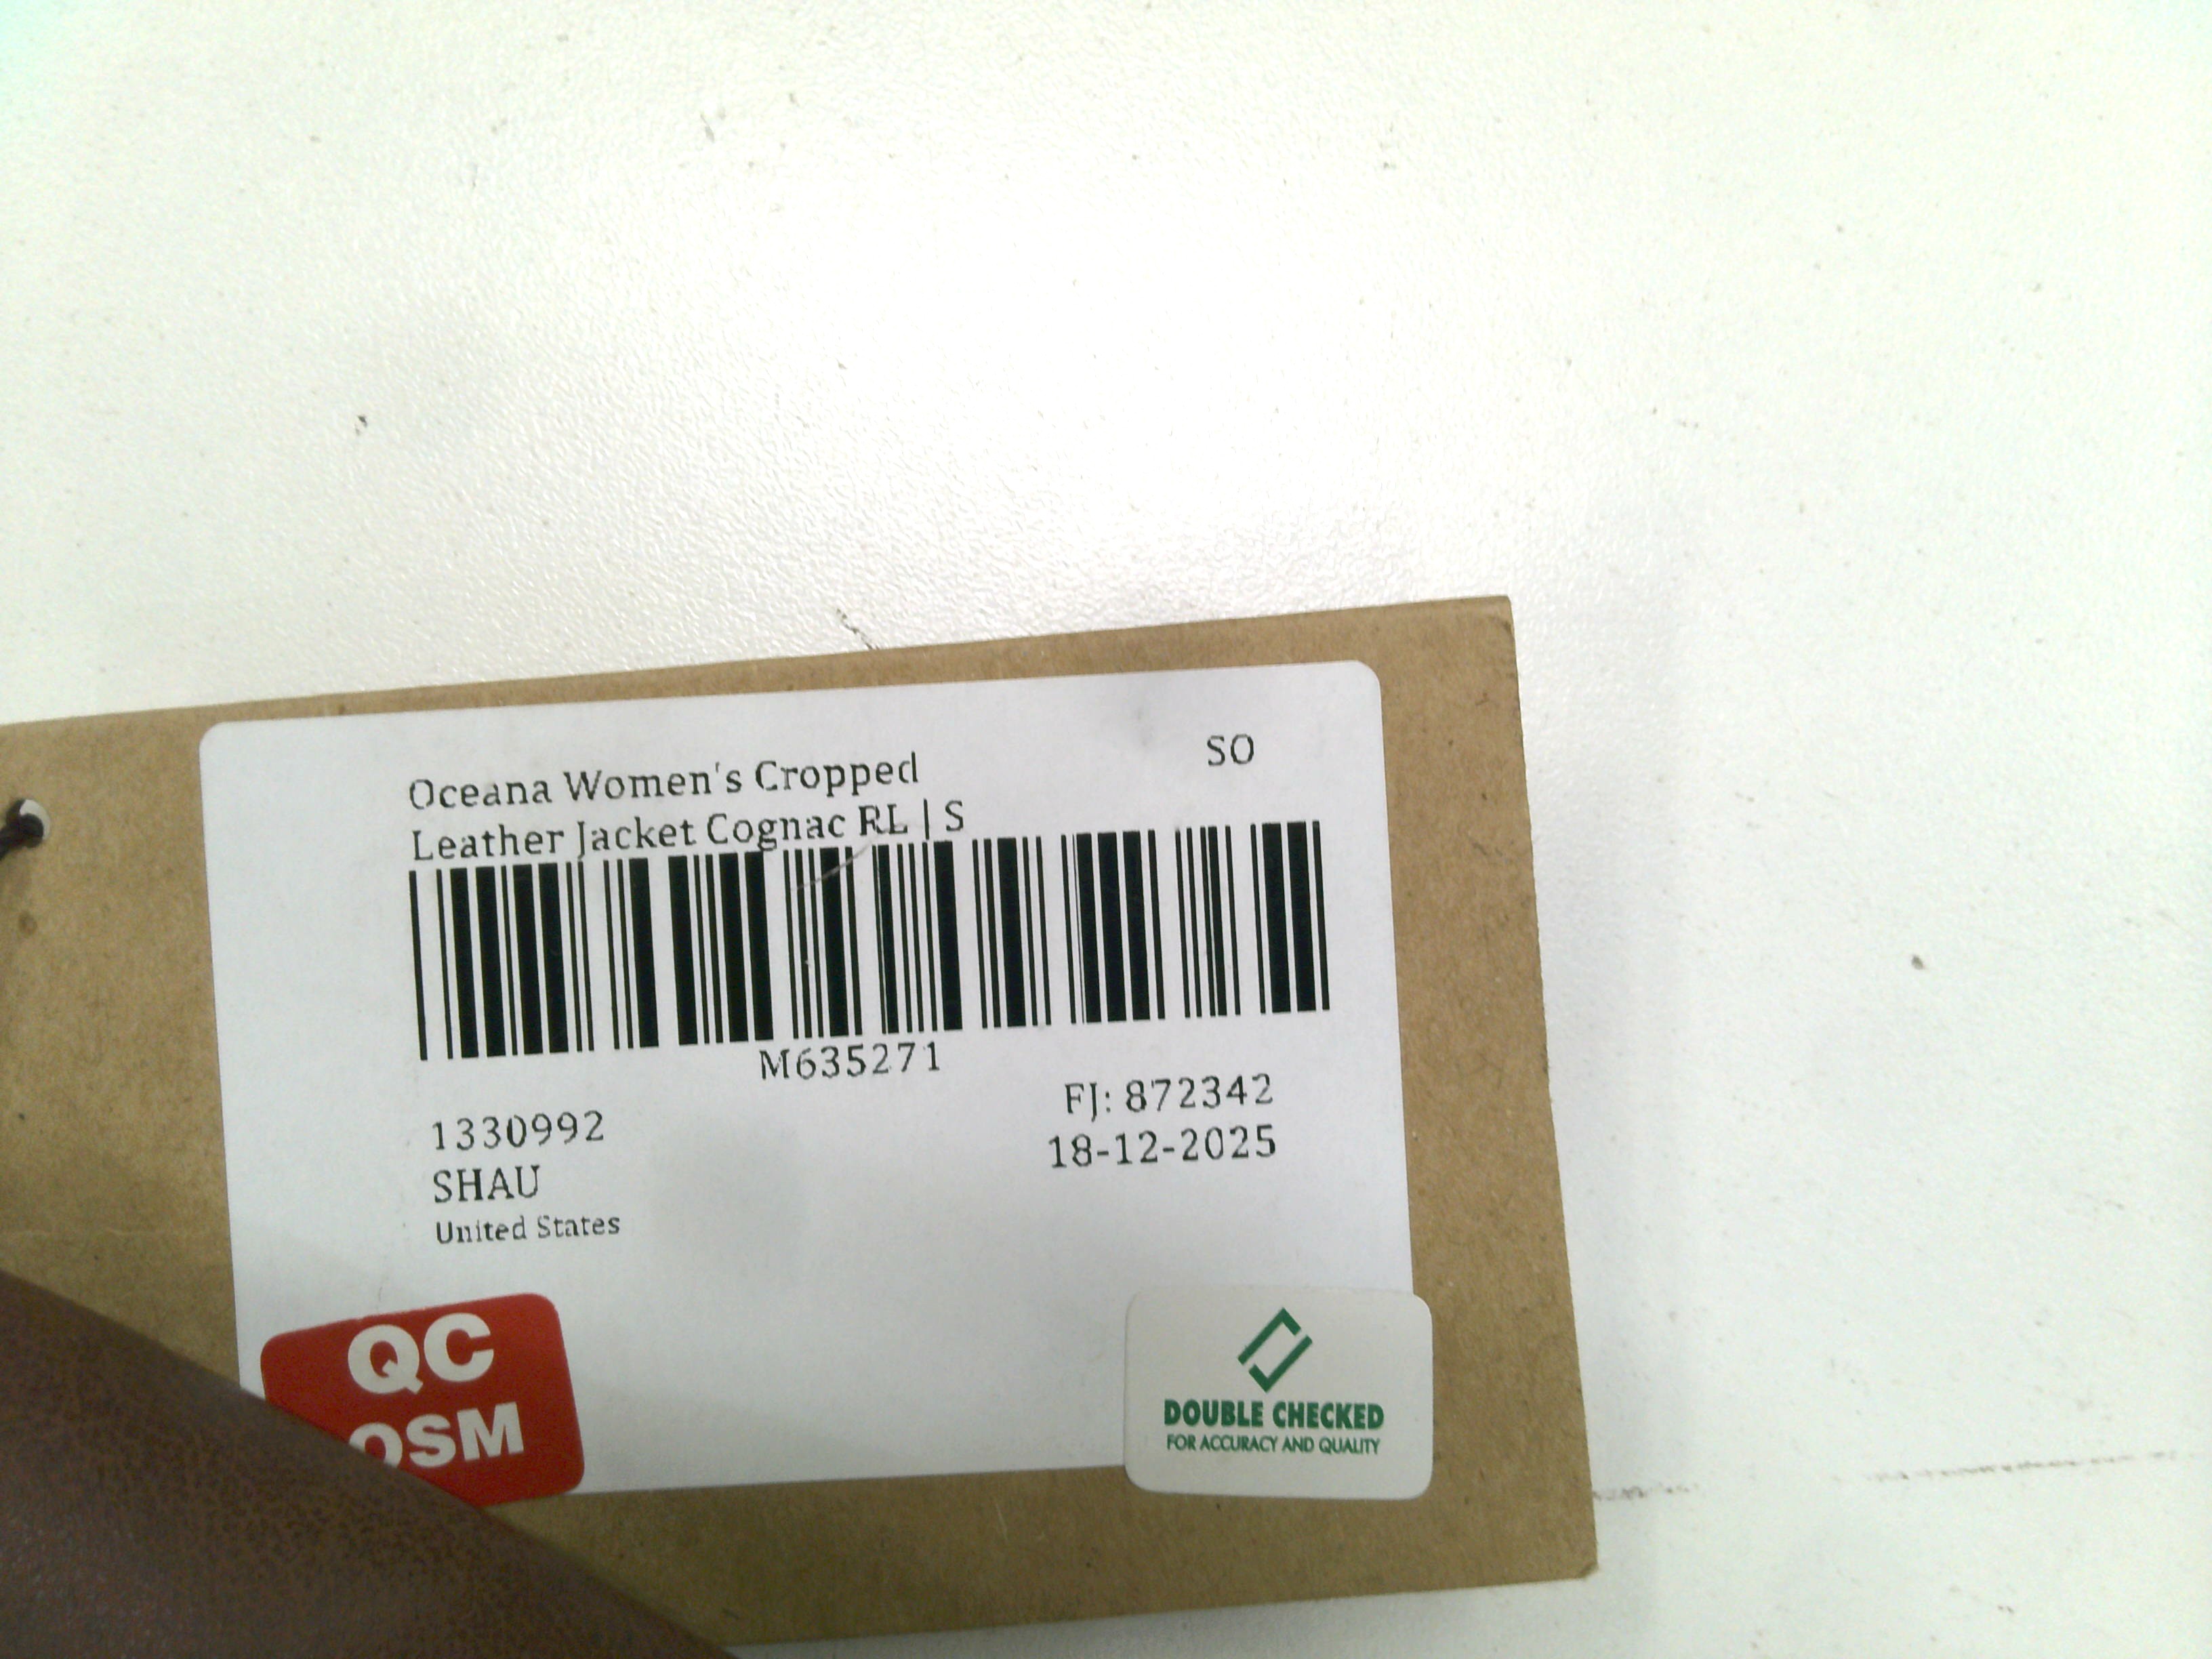 Oceana Women's Cropped
Leather Jacket Cognac RL | S
SO
M635271
1330992
SHAU
United States
FJ: 872342
18-12-2025
QC
OSM
DOUBLE CHECKED
FOR ACCURACY AND QUALITY